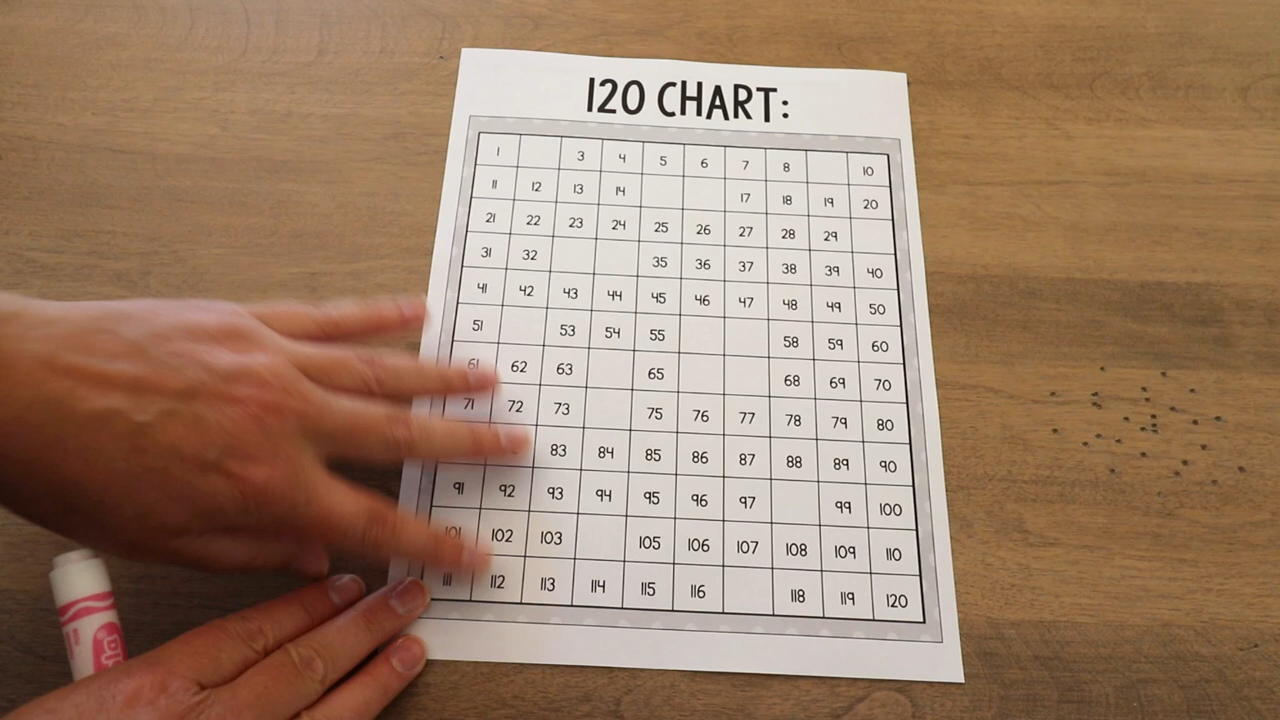 120 CHART:
1 3 4 5 6 7 8 10
11 12 13 14 17 18 19 20
21 22 23 24 25 26 27 28 29
31 32 35 36 37 38 39 40
41 42 43 44 45 46 47 48 49 50
51 53 54 55 58 59 60
61 62 63 65 68 69 70
71 72 73 75 76 77 78 79 80
83 84 85 86 87 88 89 90
91 92 93 94 95 96 97 99 100
101 102 103 105 106 107 108 109 110
111 112 113 114 115 116 118 119 120